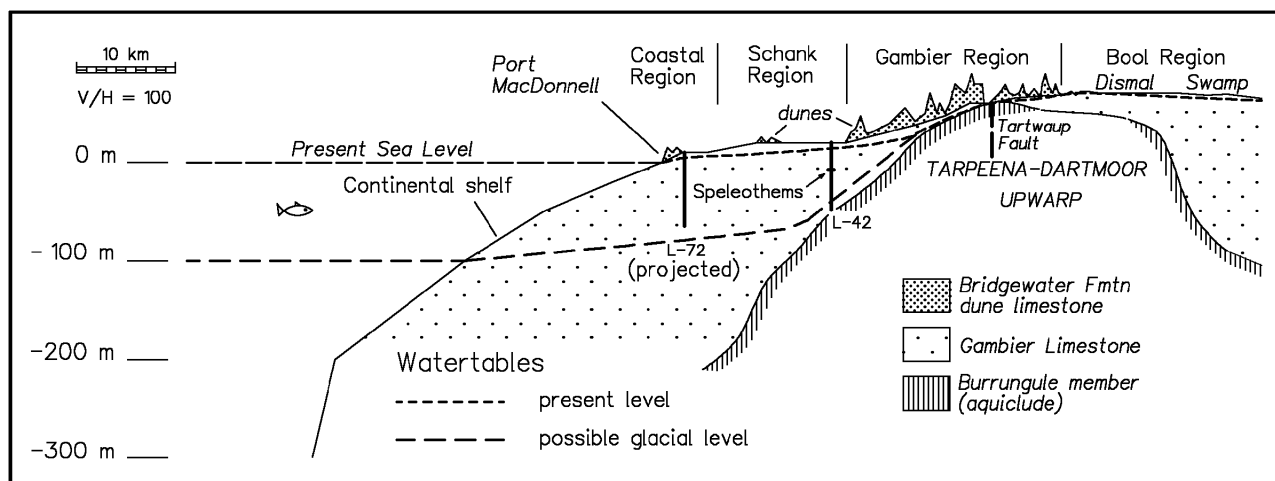 10 km
V/H = 100
Port
MacDonnell
Coastal
Region
Schank
Region
Gambier Region
Bool Region
Dismal Swamp
dunes
Tartwaup
Fault
0 m
Present Sea Level
Continental shelf
Speleothems
TARPEENA-DARTMOOR
UPWARP
L-42
L-72
(projected)
- 100 m
-200 m
-300 m
Bridgewater Fmtn
dune limestone
Gambier Limestone
Burrungule member
(aquiclude)
Watertables
present level
possible glacial level